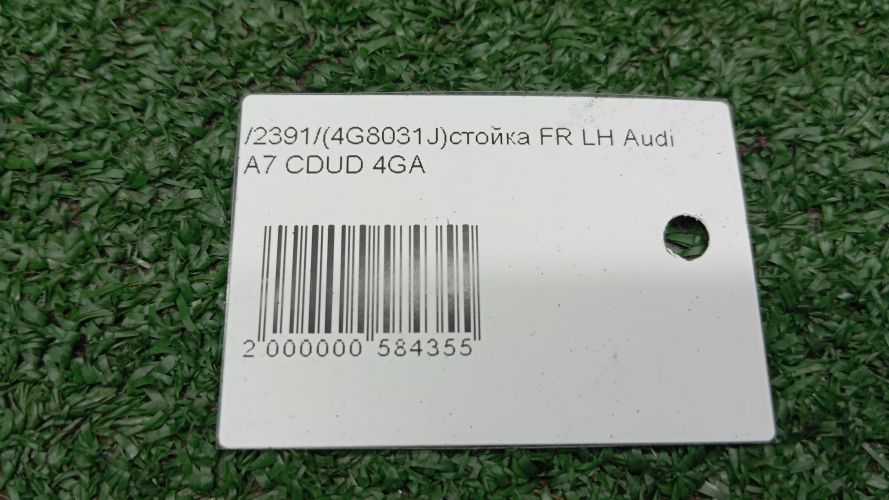 /2391/(4G8031J)стойка FR LH Audi
A7 CDUD 4GA
2 000000 584355